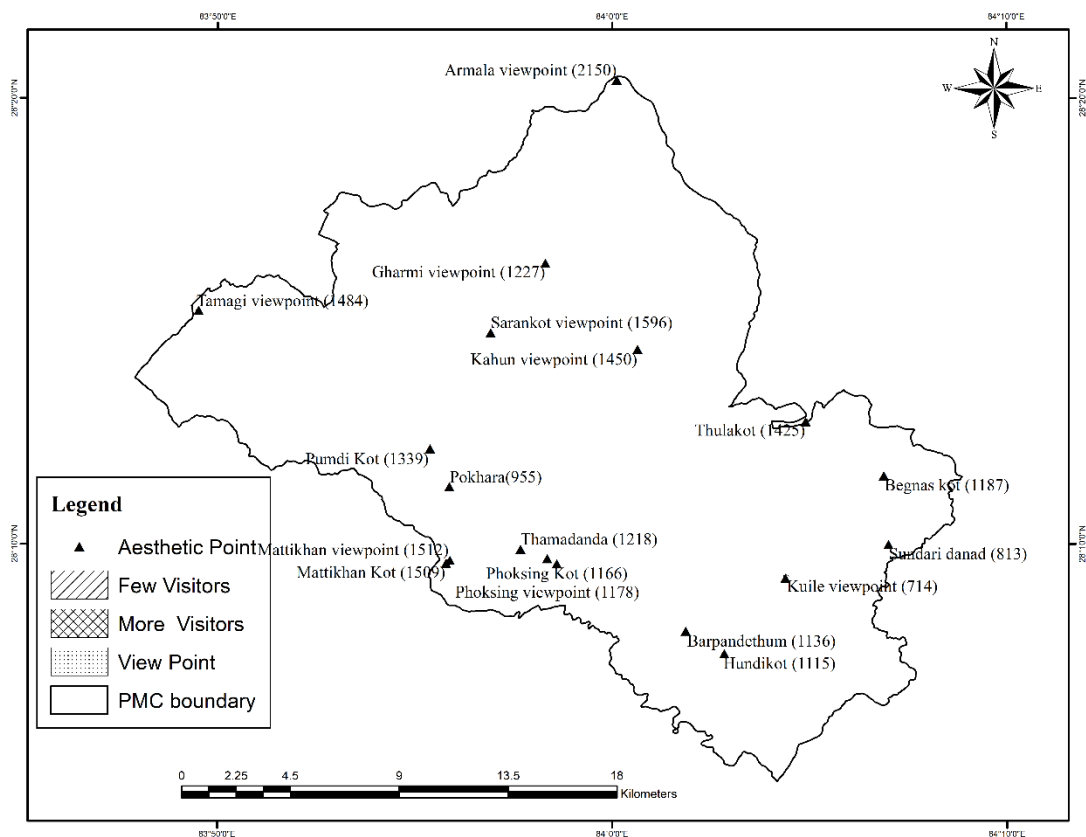 83°50'0"E
84°0'0"E
84°10'0"E
N
W
E
S
28°20'0"N
28°20'0"N
Armala viewpoint (2150)
Gharmi viewpoint (1227)
Tamagi viewpoint (1484)
Sarankot viewpoint (1596)
Kahun viewpoint (1450)
Thulakot (1425)
Pumdi Kot (1339)
Pokhara(955)
Begnas kot (1187)
28°10'0"N
28°10'0"N
Mattikhan viewpoint (1512)
Thamadanda (1218)
Sundari danad (813)
Mattikhan Kot (1509)
Phoksing Kot (1166)
Phoksing viewpoint (1178)
Kuile viewpoint (714)
Barpandethum (1136)
Hundikot (1115)
Legend
Aesthetic Point
Few Visitors
More Visitors
View Point
PMC boundary
0 2.25 4.5 9 13.5 18
Kilometers
83°50'0"E
84°0'0"E
84°10'0"E